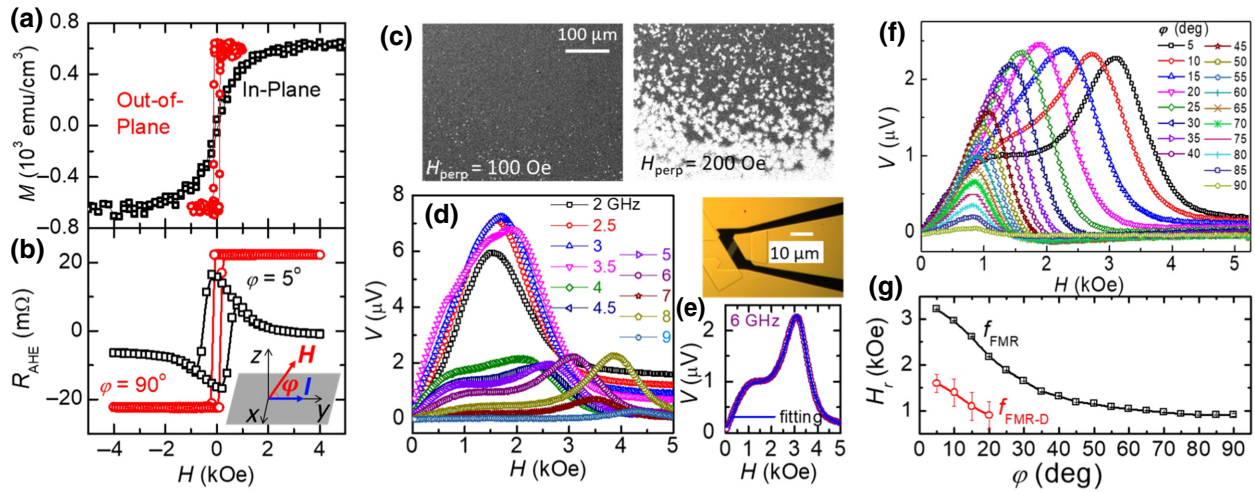 (a)
0.8
0.4
0.0
−0.4
−0.8
M (10³ emu/cm³)
Out-of-
Plane
In-Plane
(b)
20
0
−20
R_AHE (mΩ)
φ = 5°
φ = 90°
z
H
φ
I
x
y
−4 −2 0 2 4
H (kOe)
(c)
100 μm
H_perp = 100 Oe
H_perp = 200 Oe
(d)
8
6
4
2
0
V (μV)
2 GHz
2.5
3
3.5
4
4.5
5
6
7
8
9
0 1 2 3 4 5
H (kOe)
10 μm
(e)
6 GHz
2
1
0
V (μV)
fitting
0 1 2 3 4 5
H (kOe)
(f)
φ (deg)
5
10
15
20
25
30
35
40
45
50
55
60
65
70
75
80
85
90
2
1
0
V (μV)
0 1 2 3 4 5
H (kOe)
(g)
3
2
1
H_r (kOe)
f_FMR
f_FMR-D
0 10 20 30 40 50 60 70 80 90
φ (deg)